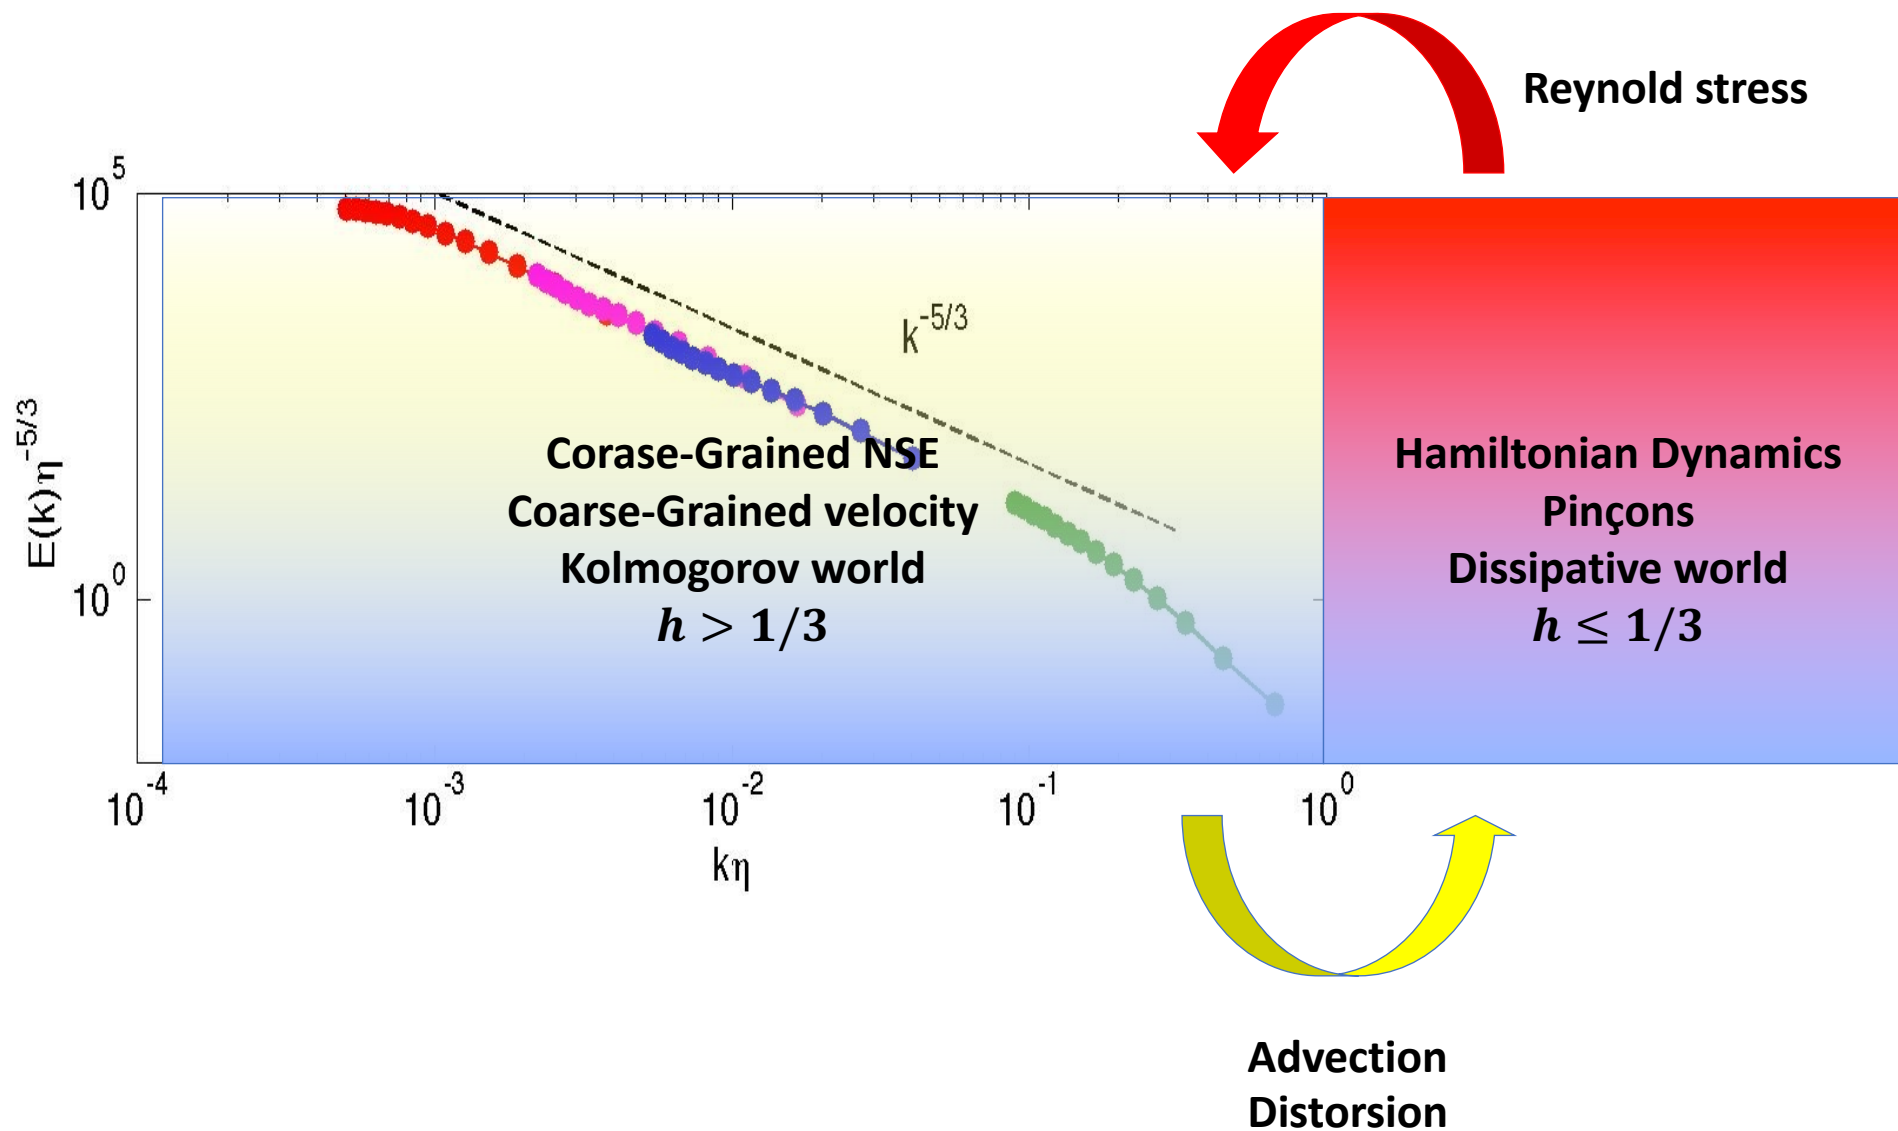 Reynold stress
10^5
k^-5/3
E(k)η^-5/3
Corase-Grained NSE
Coarse-Grained velocity
Kolmogorov world
h > 1/3
Hamiltonian Dynamics
Pinçons
Dissipative world
h ≤ 1/3
10^0
10^-4
10^-3
10^-2
10^-1
10^0
kη
Advection
Distorsion